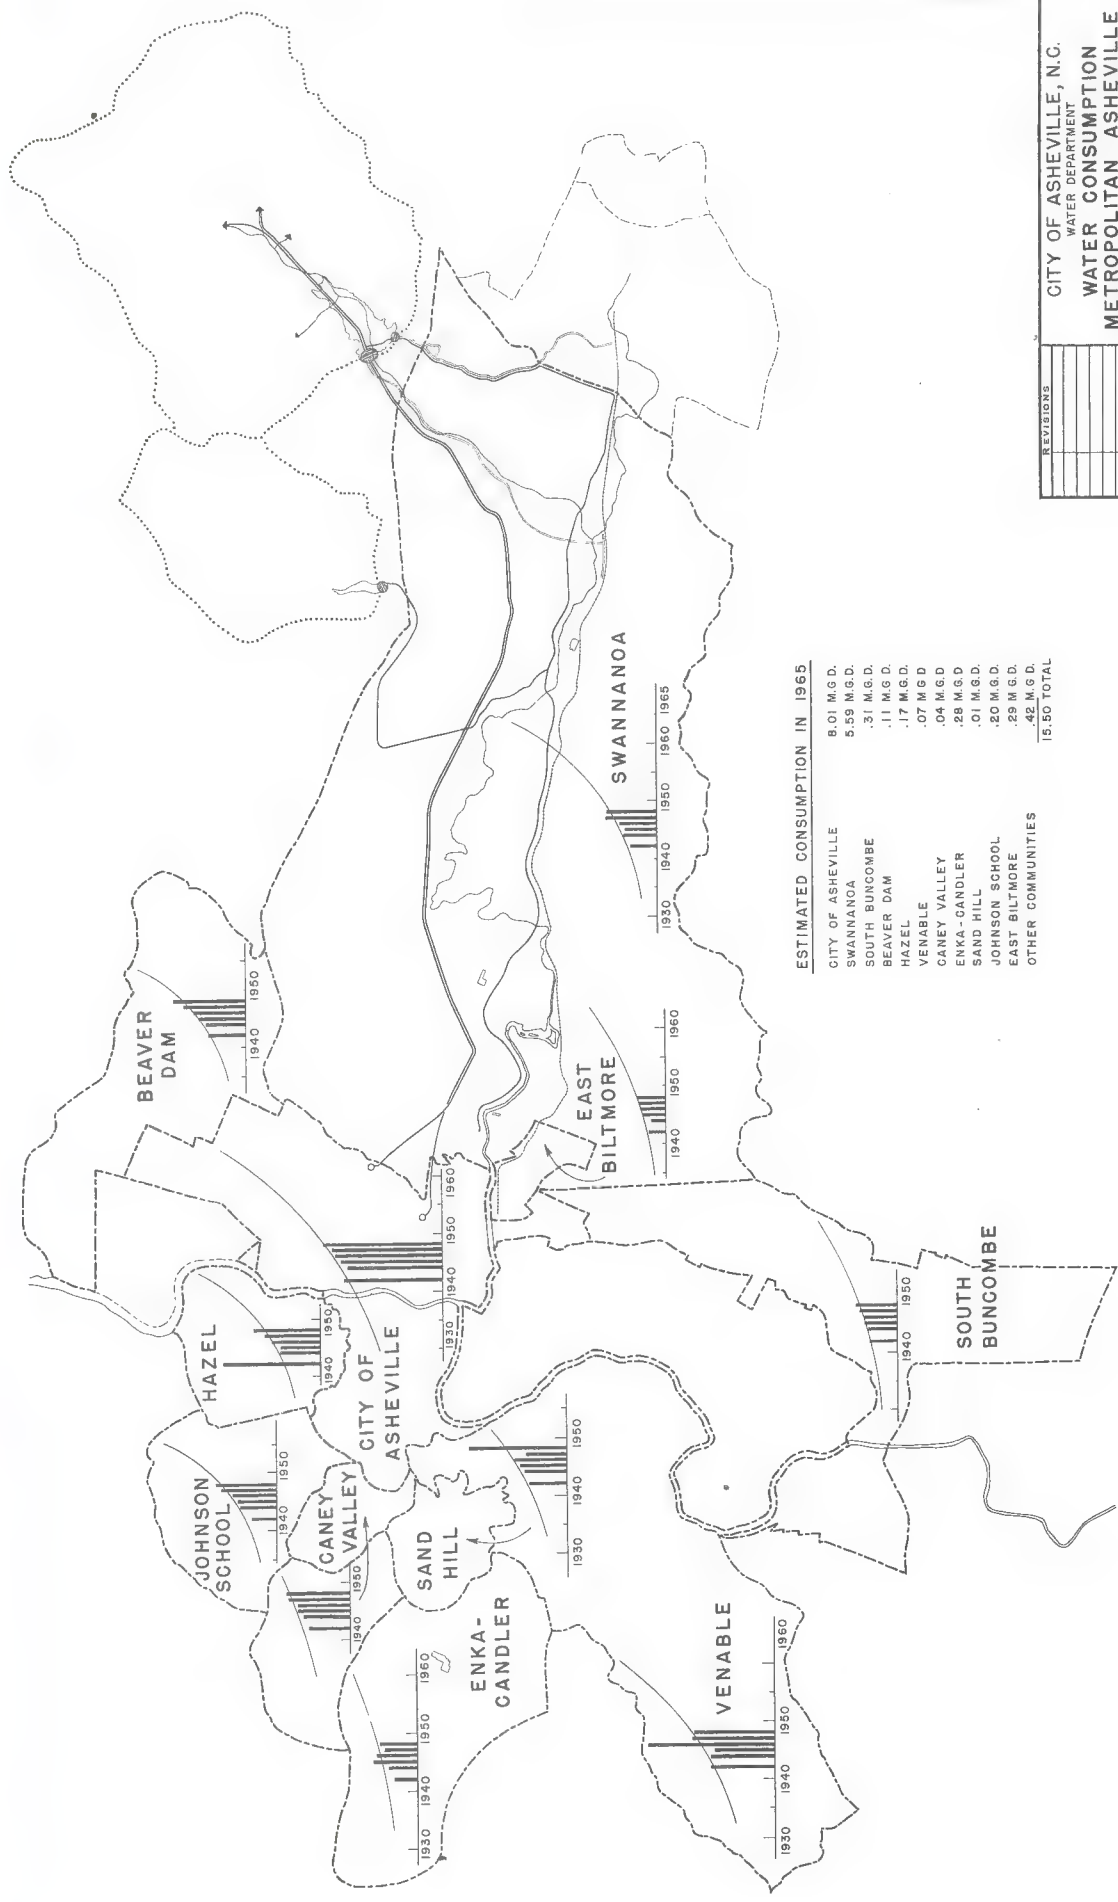 BEAVER
DAM
1940 1950
HAZEL
1940 1950
JOHNSON
SCHOOL
1940 1950
CANEY
VALLEY
1940 1950
CITY OF
ASHEVILLE
1930 1940 1950 1960
SAND
HILL
1930 1940 1950
ENKA-
CANDLER
1930 1940 1950 1960
EAST
BILTMORE
1940 1950 1960
SWANNANOA
1930 1940 1950 1960 1965
VENABLE
1930 1940 1950 1960
SOUTH
BUNCOMBE
1940 1950
ESTIMATED CONSUMPTION IN 1965
CITY OF ASHEVILLE 8.01 M.G.D.
SWANNANOA 5.59 M.G.D.
SOUTH BUNCOMBE .31 M.G.D.
BEAVER DAM .11 M.G.D.
HAZEL .17 M.G.D.
VENABLE .07 M G D
CANEY VALLEY .04 M.G.D
ENKA-CANDLER .28 M.G.D
SAND HILL .01 M.G.D.
JOHNSON SCHOOL .20 M.G.D.
EAST BILTMORE .29 M G.D.
OTHER COMMUNITIES .42 M.G D.
15.50 TOTAL
REVISIONS
CITY OF ASHEVILLE, N.C.
WATER DEPARTMENT
WATER CONSUMPTION
METROPOLITAN ASHEVILLE